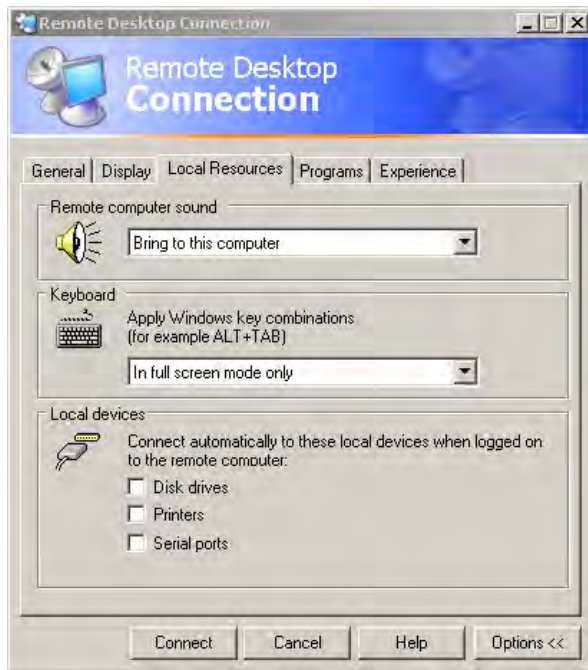 Remote Desktop Connection
Remote Desktop
Connection
General
Display
Local Resources
Programs
Experience
Remote computer sound
Bring to this computer
Keyboard
Apply Windows key combinations
(for example ALT+TAB)
In full screen mode only
Local devices
Connect automatically to these local devices when logged on
to the remote computer:
Disk drives
Printers
Serial ports
Connect
Cancel
Help
Options <<